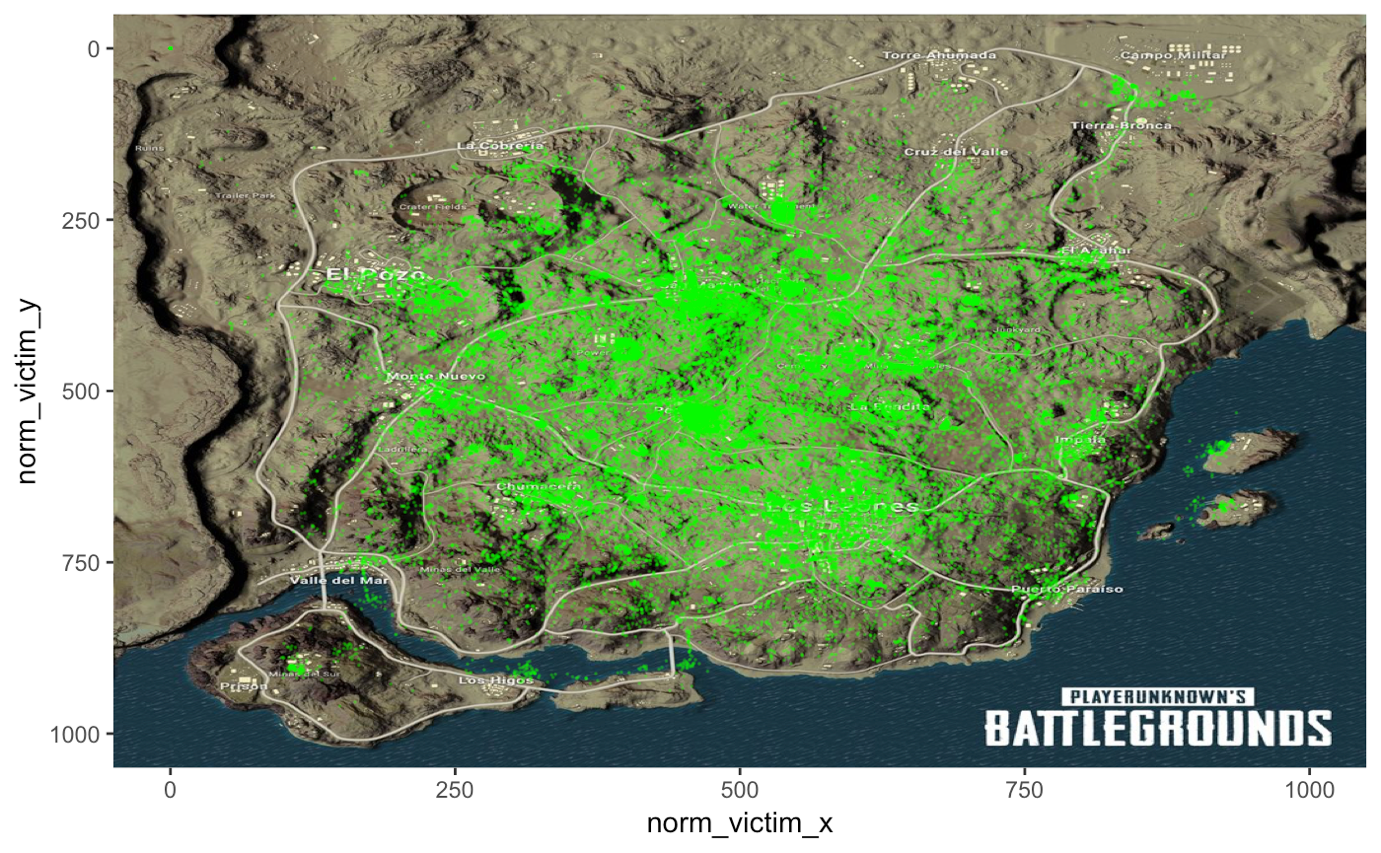 norm_victim_y
0
250
500
750
1000
Torre Ahumada
Campo Militar
Tierra Bronca
La Cobreria
Cruz del Valle
Ruins
Trailer Park
Crater Fields
El Azahar
El Pozo
Junkyard
Power
Monte Nuevo
La Bendita
Impala
Ladrillera
Chumacera
Los Leones
Minas del Valle
Valle del Mar
Puerto Paraiso
Minas del Sur
Prison
Los Higos
PLAYERUNKNOWN'S
BATTLEGROUNDS
0
250
500
750
1000
norm_victim_x